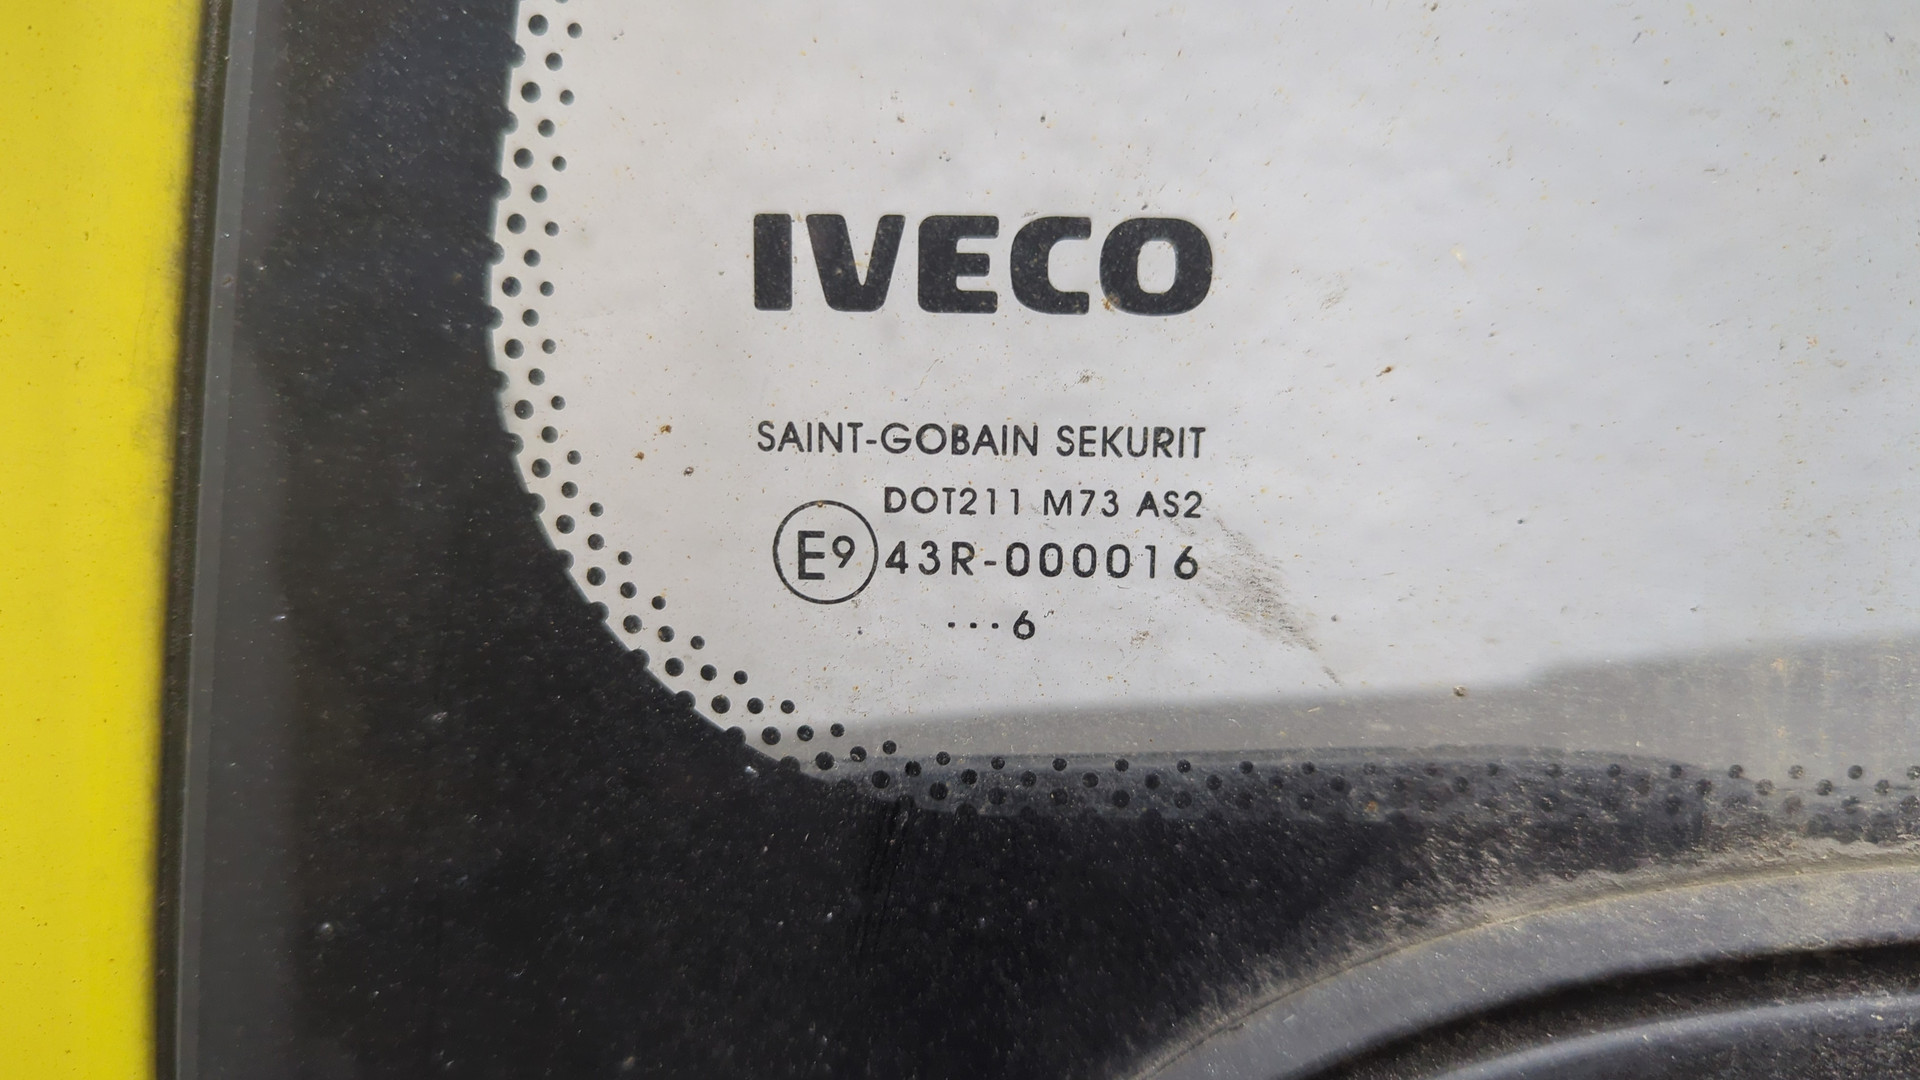 IVECO
SAINT-GOBAIN SEKURIT
DOT211 M73 AS2
E9 43R-000016
···6